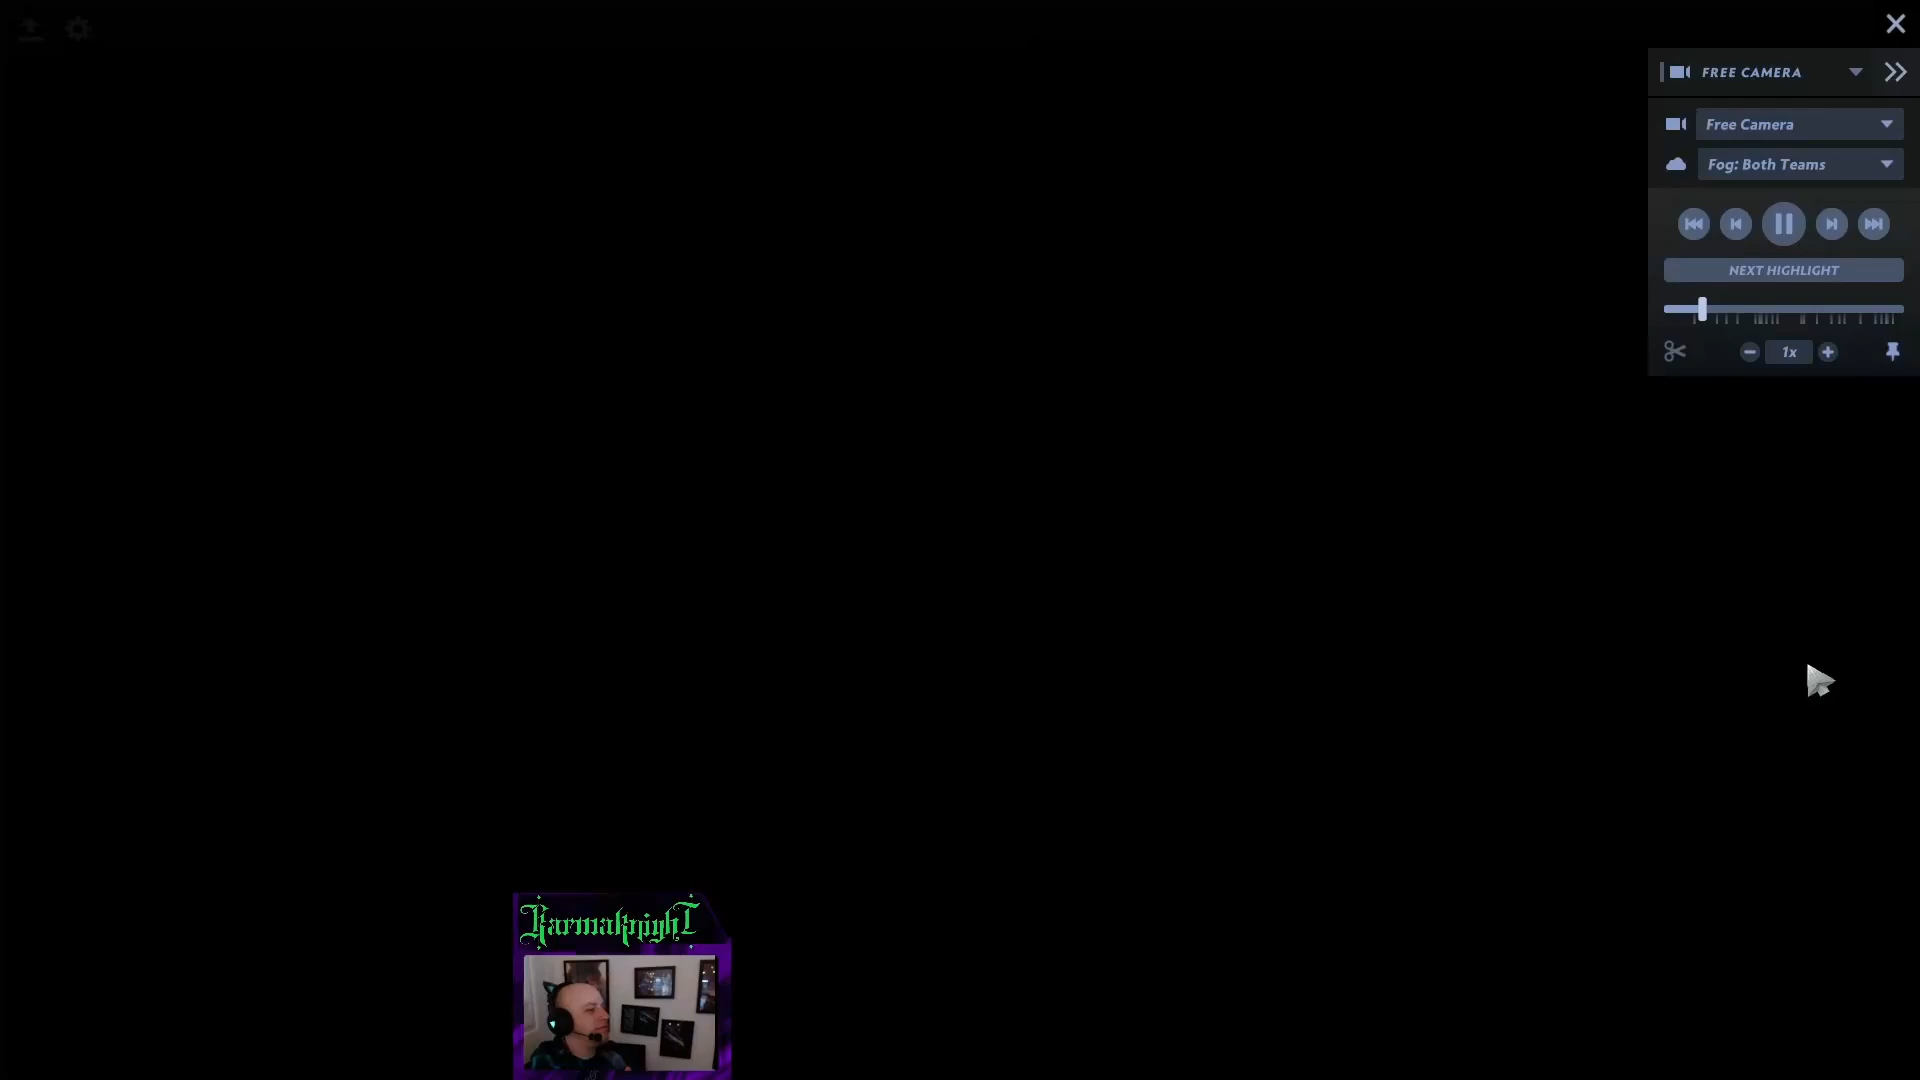 FREE CAMERA
Free Camera
Fog: Both Teams
NEXT HIGHLIGHT
1x
KarmaknighT